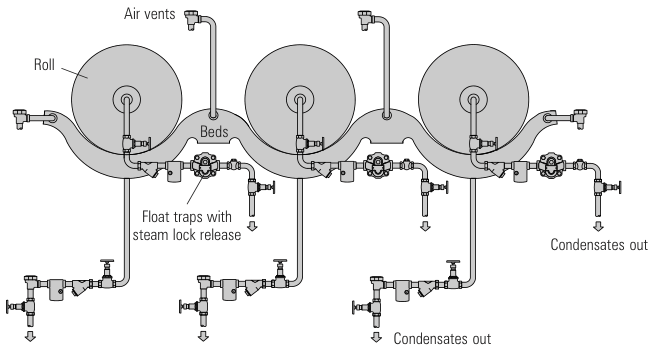 Air vents
Roll
Beds
Float traps with
steam lock release
Condensates out
Condensates out